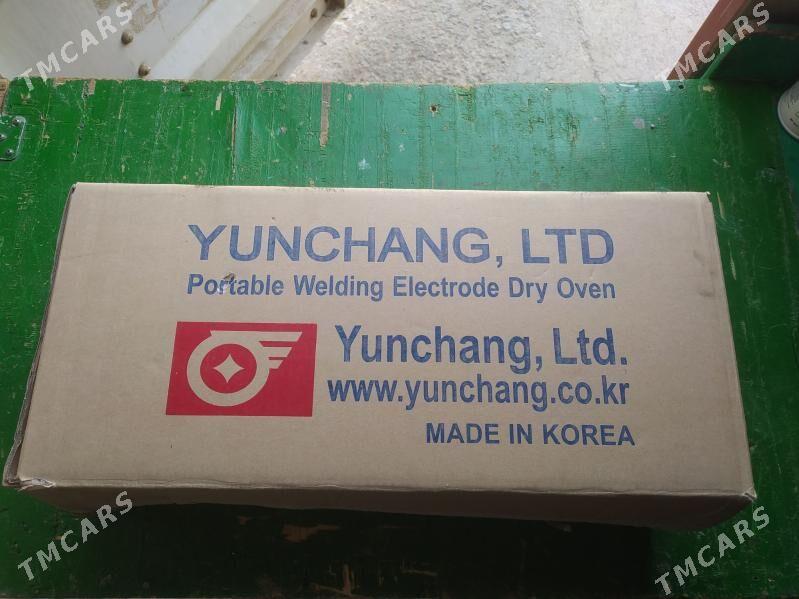 TMCARS
TMCARS
YUNCHANG, LTD
Portable Welding Electrode Dry Oven
Yunchang, Ltd.
www.yunchang.co.kr
MADE IN KOREA
TMCARS
TMCARS